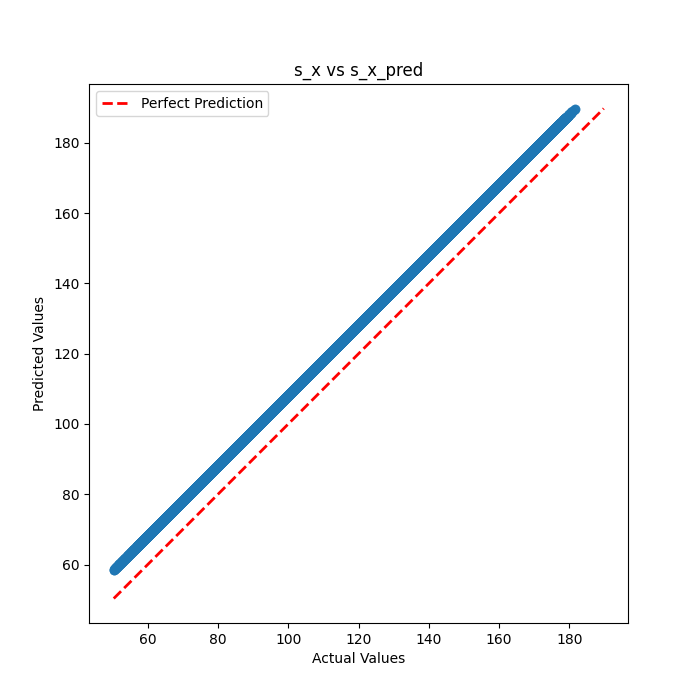 s_x vs s_x_pred
Perfect Prediction
180
160
140
120
100
80
60
Predicted Values
60 80 100 120 140 160 180
Actual Values